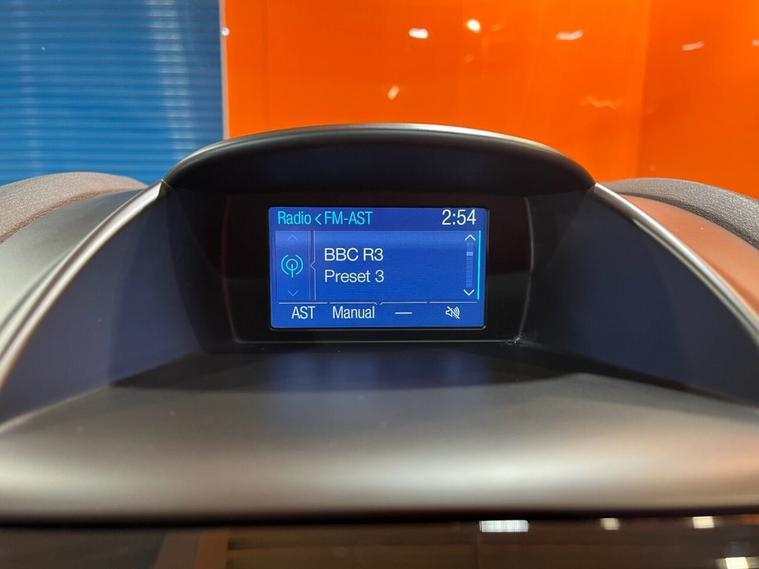 Radio < FM-AST 2:54
BBC R3
Preset 3
AST Manual —